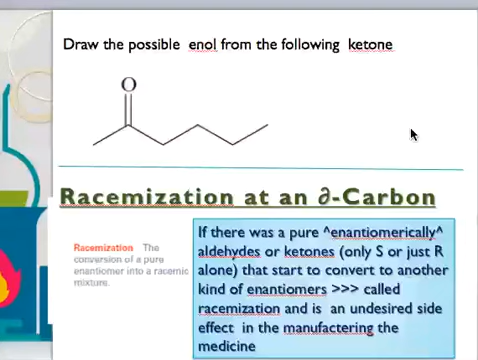 Draw the possible enol from the following ketone
O
Racemization at an ∂-Carbon
Racemization The
conversion of a pure
enantiomer into a racemic
mixture.
If there was a pure ^enantiomerically^
aldehydes or ketones (only S or just R
alone) that start to convert to another
kind of enantiomers >>> called
racemization and is an undesired side
effect in the manufactering the
medicine